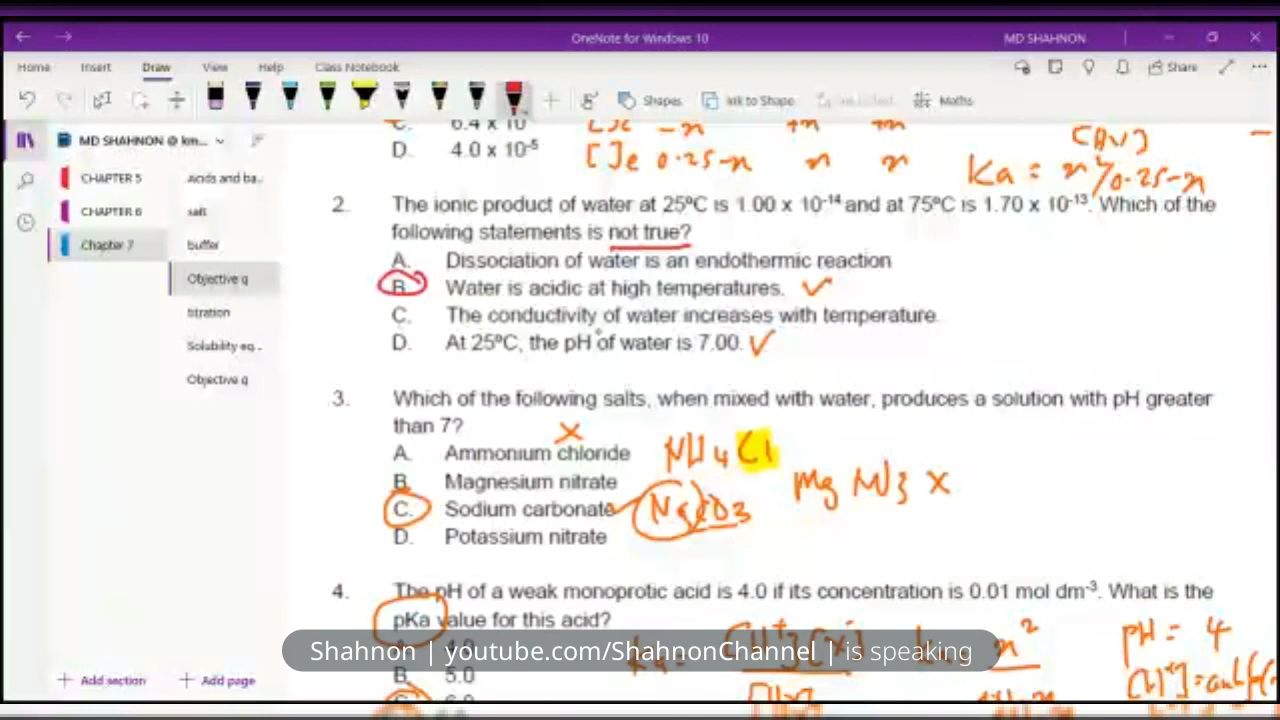 OneNote for Windows 10
MD SHAHNON
Home Insert Draw View Help Class Notebook
Share
Shapes Ink to Shape Maths
MD SHAHNON @ km...
CHAPTER 5
CHAPTER 6
Chapter 7
acids and ba...
salt
buffer
Objective q
titration
Solubility eq...
Objective q
Add section Add page
C. 6.4 x 10
D. 4.0 x 10-5
[ ]e 0.25-x x x
Ka = x²/0.25-x
2. The ionic product of water at 25ºC is 1.00 x 10-14 and at 75ºC is 1.70 x 10-13. Which of the
following statements is not true?
A. Dissociation of water is an endothermic reaction
B. Water is acidic at high temperatures.
C. The conductivity of water increases with temperature.
D. At 25ºC, the pH of water is 7.00.
3. Which of the following salts, when mixed with water, produces a solution with pH greater
than 7?
A. Ammonium chloride NH4Cl
B. Magnesium nitrate Mg NO3 x
C. Sodium carbonate
D. Potassium nitrate
4. The pH of a weak monoprotic acid is 4.0 if its concentration is 0.01 mol dm-3. What is the
pKa value for this acid?
pH = 4
Shahnon | youtube.com/ShahnonChannel | is speaking
B. 5.0